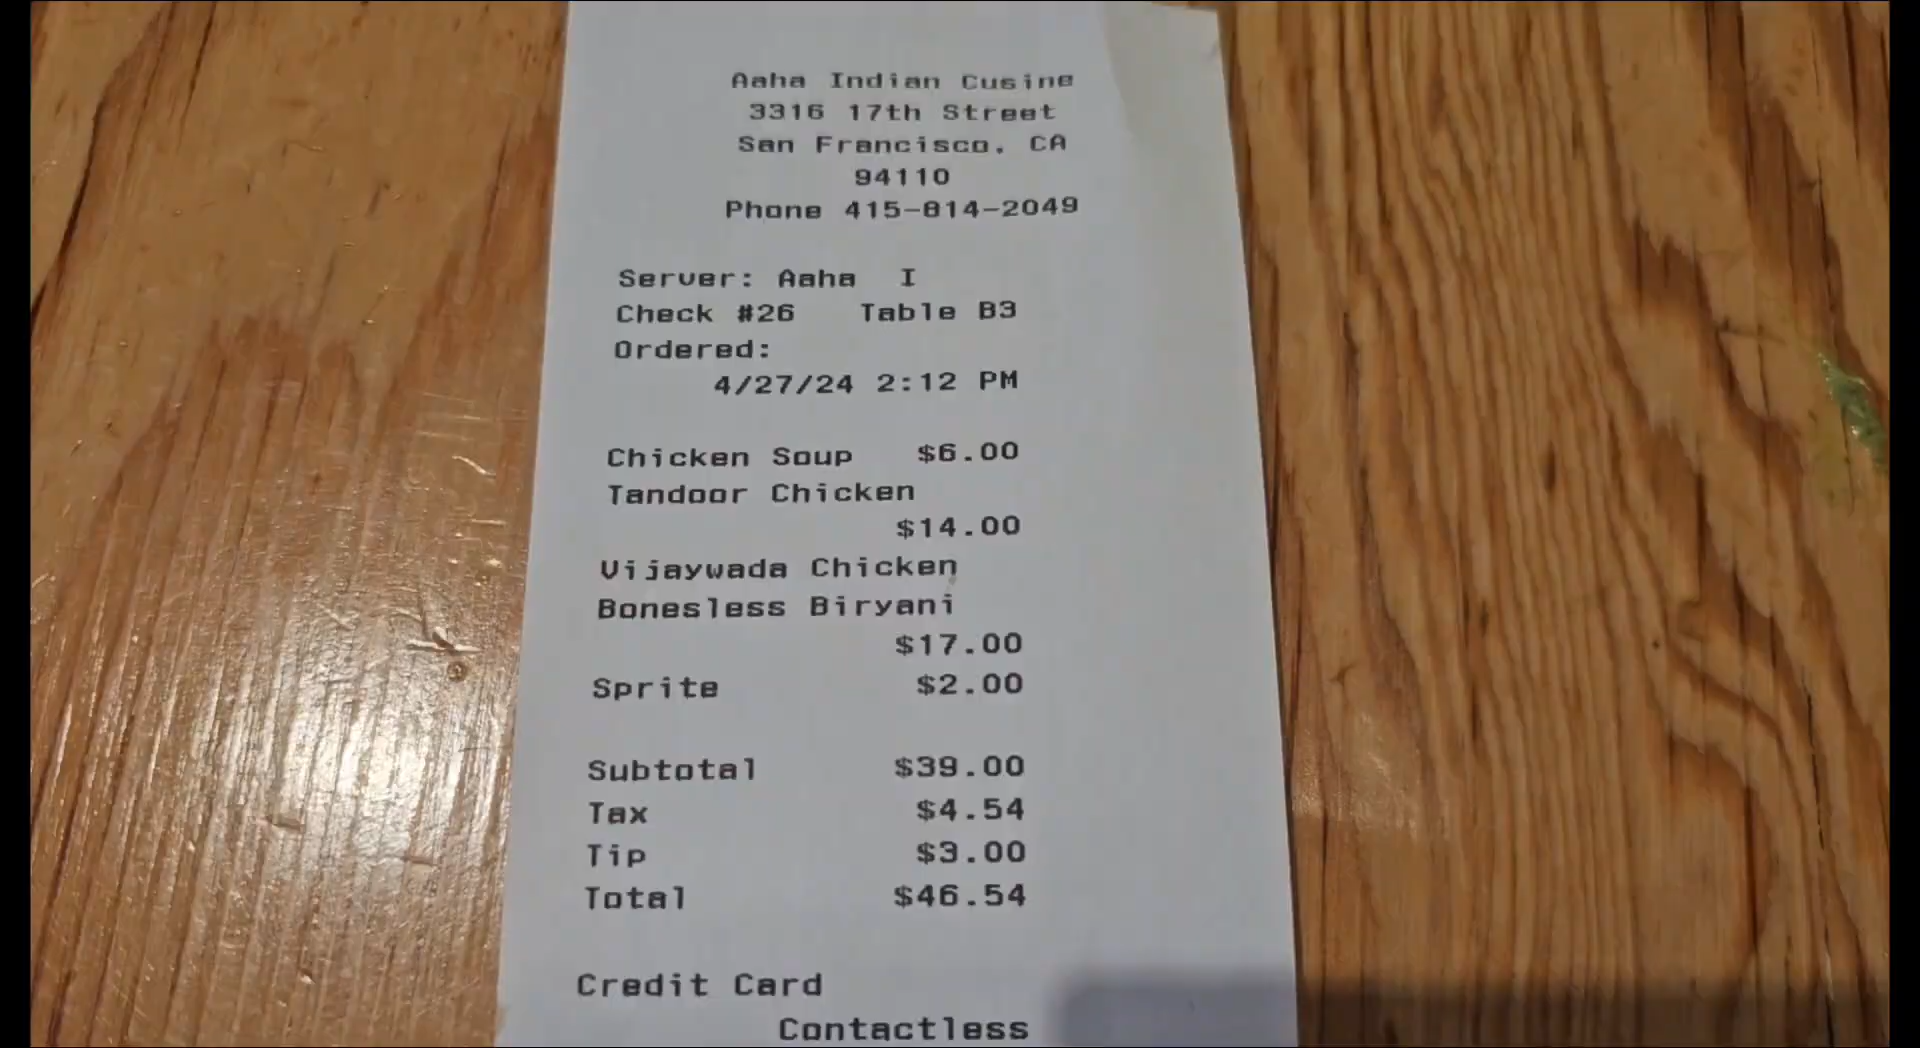 Aaha Indian Cusine
3316 17th Street
San Francisco, CA
94110
Phone 415-814-2049
Server: Aaha I
Check #26 Table B3
Ordered:
4/27/24 2:12 PM
Chicken Soup $6.00
Tandoor Chicken
$14.00
Vijaywada Chicken
Bonesless Biryani
$17.00
Sprite $2.00
Subtotal $39.00
Tax $4.54
Tip $3.00
Total $46.54
Credit Card
Contactless